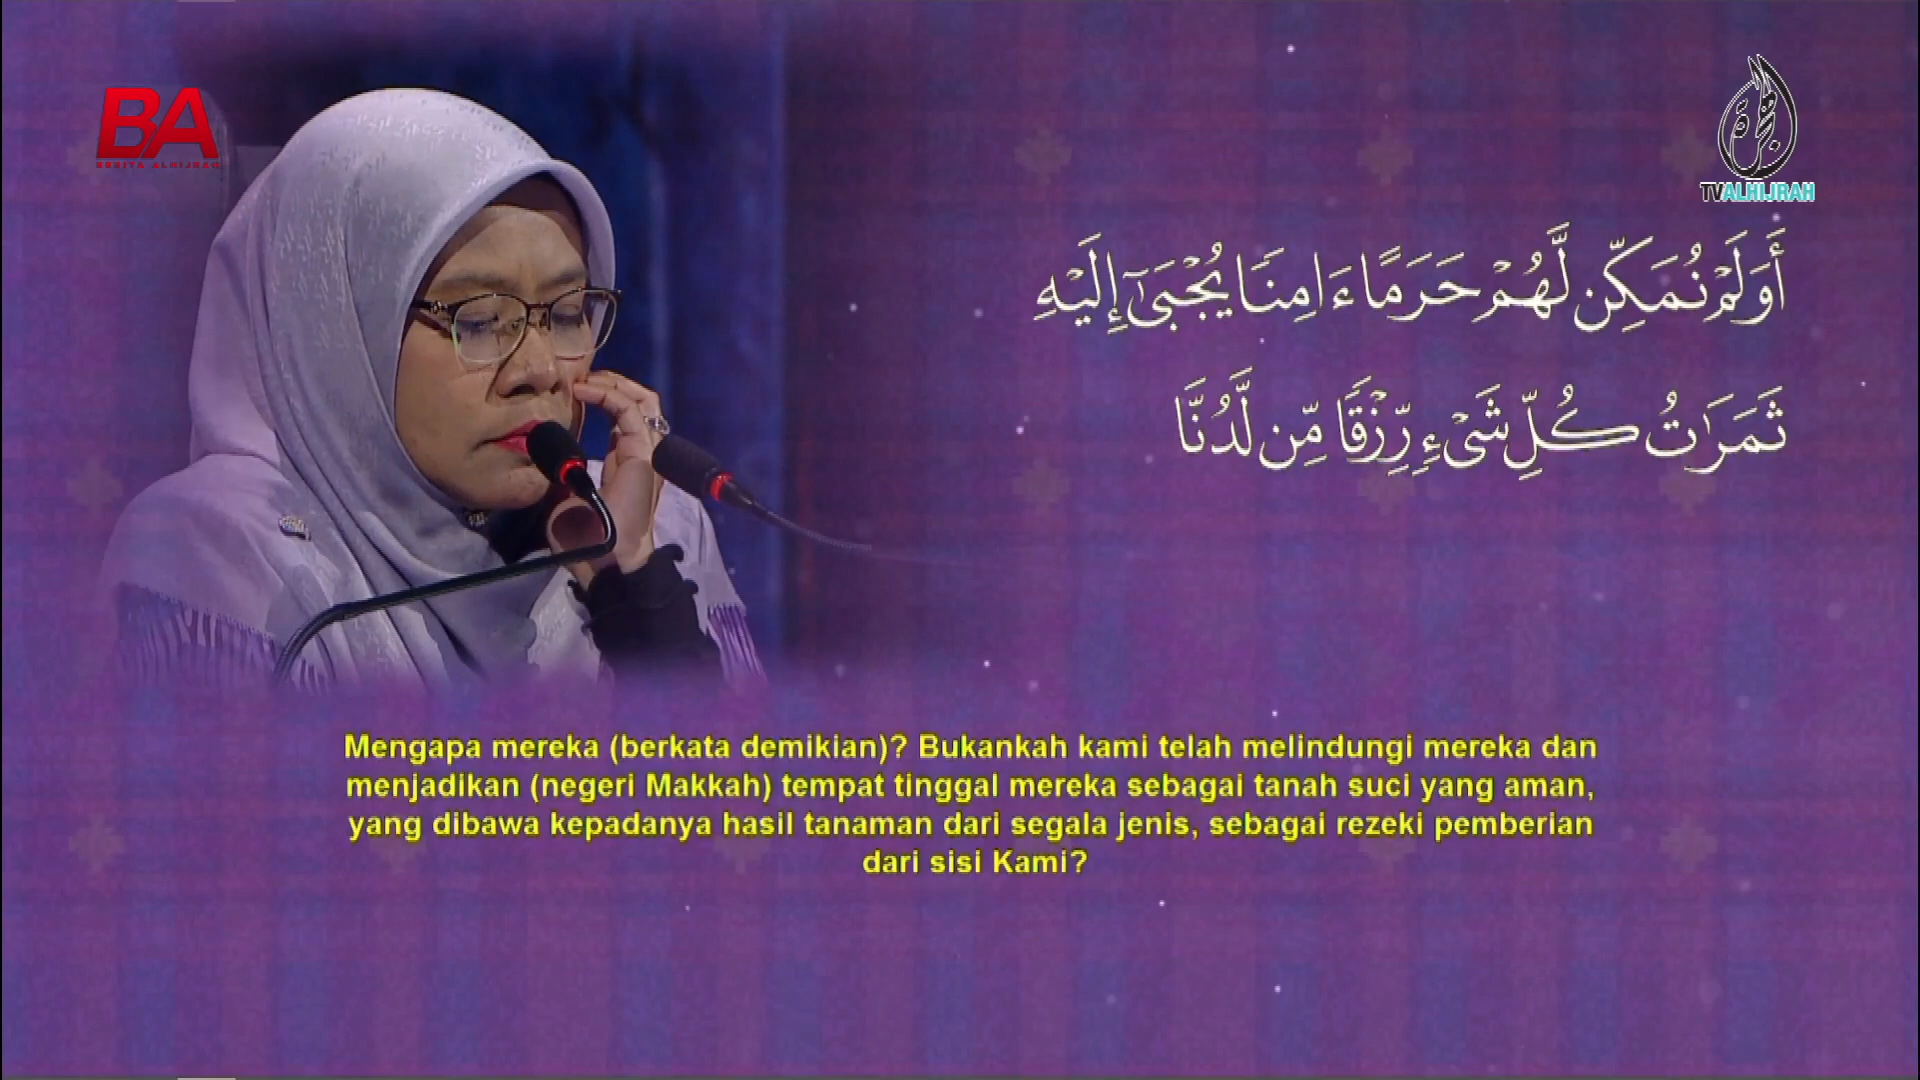 BA
BERITA ALHIJRAH
TVALHIJRAH
أَوَلَمْ نُمَكِّن لَّهُمْ حَرَمًا ءَامِنًا يُجْبَىٰٓ إِلَيْهِ
ثَمَرَٰتُ كُلِّ شَىْءٍ رِّزْقًا مِّن لَّدُنَّا
Mengapa mereka (berkata demikian)? Bukankah kami telah melindungi mereka dan
menjadikan (negeri Makkah) tempat tinggal mereka sebagai tanah suci yang aman,
yang dibawa kepadanya hasil tanaman dari segala jenis, sebagai rezeki pemberian
dari sisi Kami?